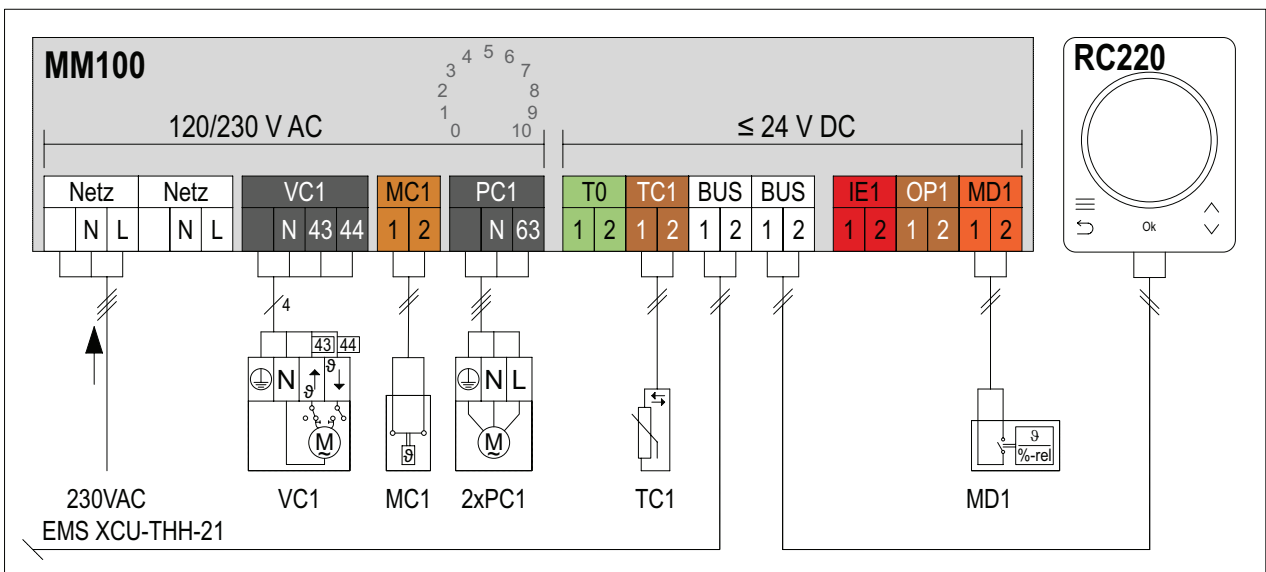 MM100
RC220
0 1 2 3 4 5 6 7 8 9 10
120/230 V AC
≤ 24 V DC
Netz Netz VC1 MC1 PC1 T0 TC1 BUS BUS IE1 OP1 MD1
N L N L N 43 44 1 2 N 63 1 2 1 2 1 2 1 2 1 2 1 2 1 2
Ok
4
43 44
N ϑ ϑ
N L
M
~
ϑ
M
~
ϑ
%-rel
230VAC VC1 MC1 2xPC1 TC1 MD1
EMS XCU-THH-21